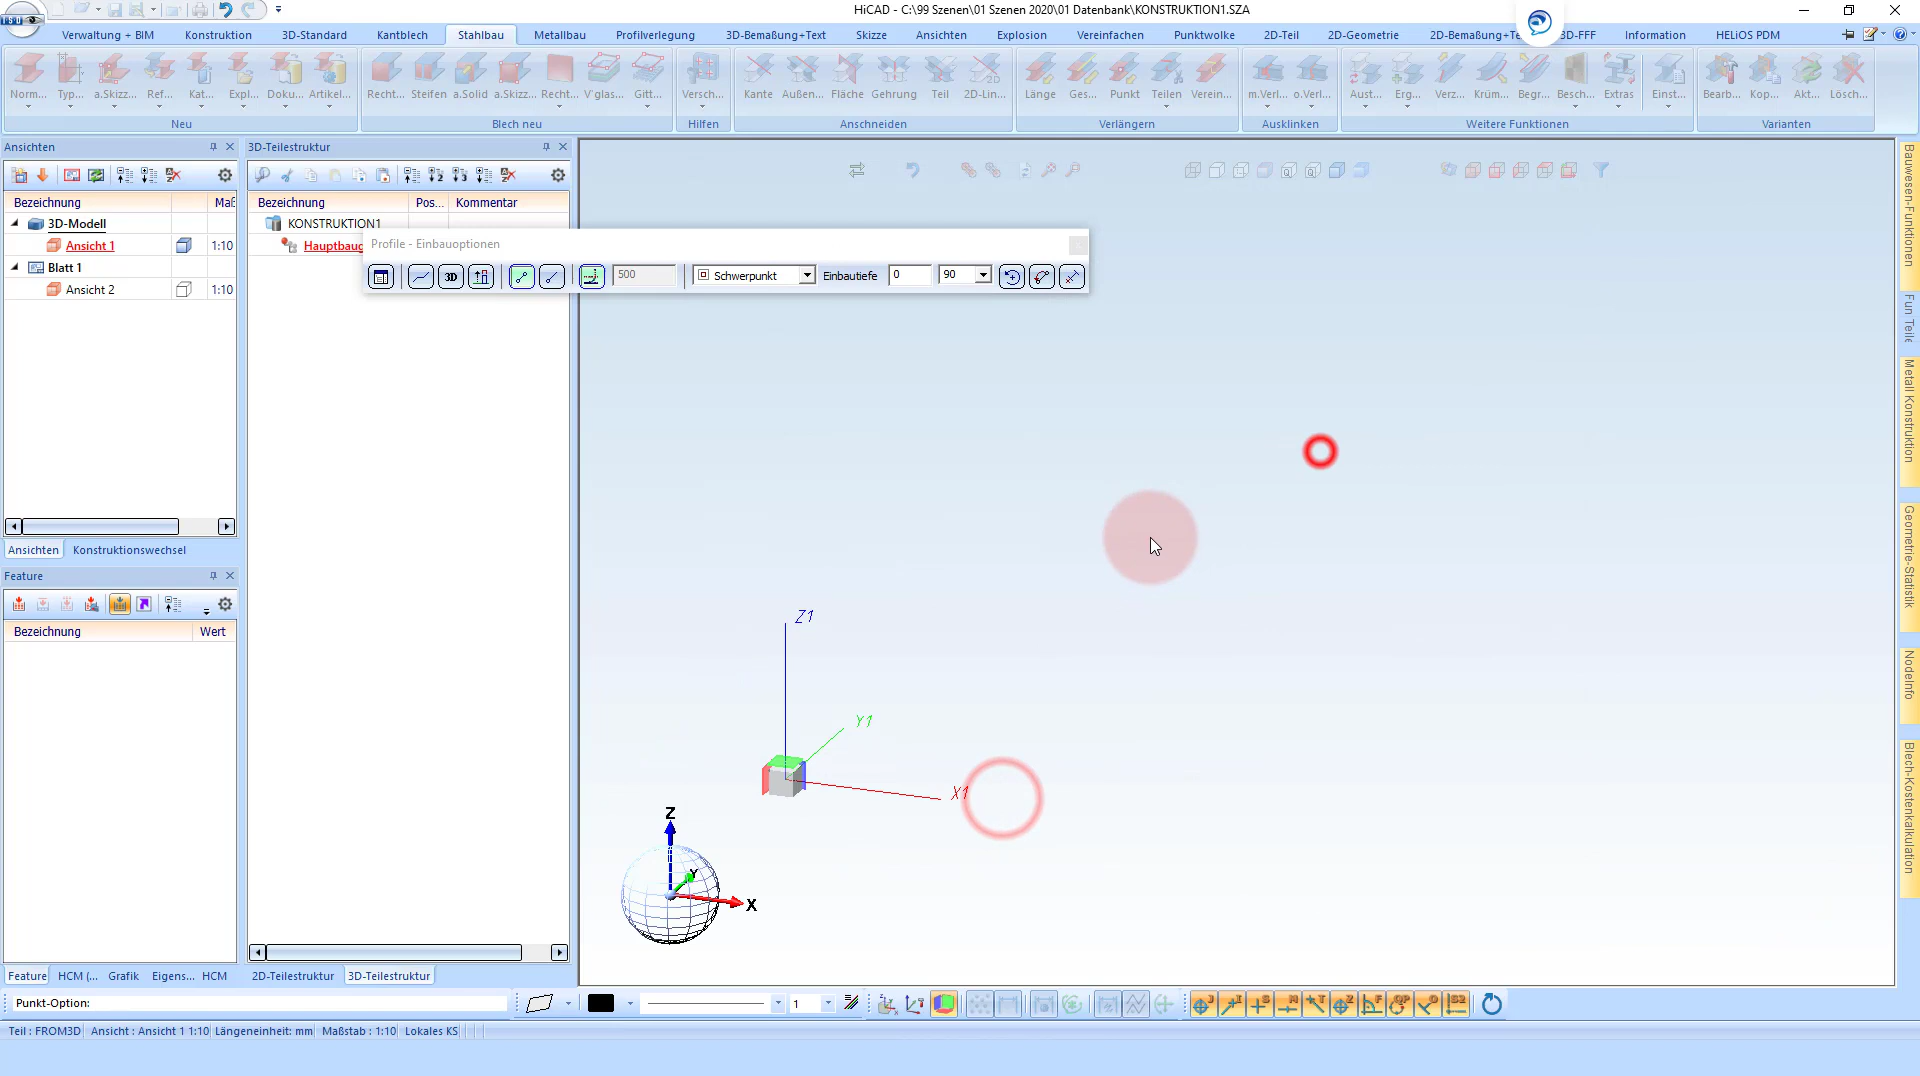 HiCAD - C:\99 Szenen\01 Szenen 2020\01 Datenbank\KONSTRUKTION1.SZA
ISD
Verwaltung + BIM Konstruktion 3D-Standard Kantblech Stahlbau Metallbau Profilverlegung 3D-Bemaßung+Text Skizze Ansichten Explosion Vereinfachen Punktwolke 2D-Teil 2D-Geometrie 2D-Bemaßung+Te 3D-FFF Information HELiOS PDM
Norm... Typ... a.Skizz... Ref... Kat... Expl... Doku... Artikel... Recht... Steifen a.Solid a.Skizz... Recht... V`glas... Gitt... Versch... Kante Außen... Fläche Gehrung Teil 2D-Lin... Länge Ges... Punkt Teilen Verein... m.Verl... o.Verl... Aust... Erg... Verz... Krüm... Begr... Besch... Extras Einst... Bearb... Kop... Akt... Lösch...
Neu Blech neu Hilfen Anschneiden Verlängern Ausklinken Weitere Funktionen Varianten
Ansichten
3D-Teilestruktur
Bezeichnung Maß
3D-Modell
Ansicht 1 1:10
Blatt 1
Ansicht 2 1:10
Bezeichnung Pos... Kommentar
KONSTRUKTION1
Hauptbaug
Profile - Einbauoptionen
3D 500 Schwerpunkt Einbautiefe 0 90
Ansichten Konstruktionswechsel
Feature
Bezeichnung Wert
Z1
Y1
X1
Z
Y
X
Feature HCM (... Grafik Eigens... HCM 2D-Teilestruktur 3D-Teilestruktur
Punkt-Option: 1
Teil : FROM3D Ansicht : Ansicht 1 1:10 Längeneinheit: mm Maßstab : 1:10 Lokales KS
Bauwesen-Funktionen
Metall Konstruktion
Geometrie-Statistik
NodeInfo
Blech-Kostenkalkulation